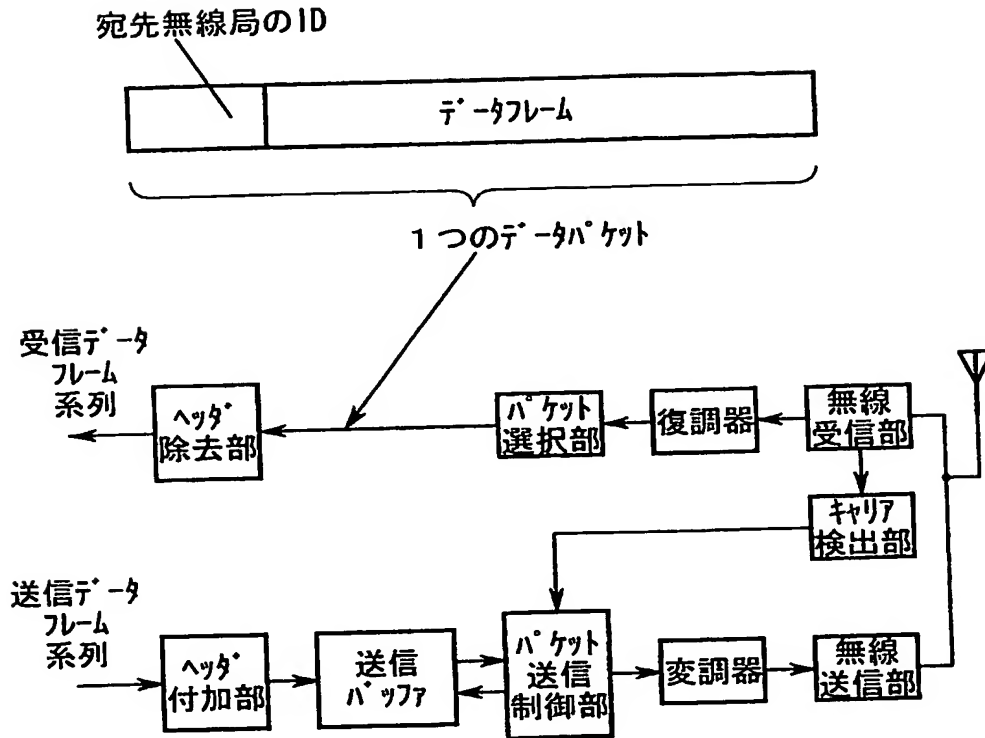 宛先無線局のID
データフレーム
1つのデータパケット
受信データ
フレーム
系列
ヘッダ
除去部
パケット
選択部
復調器
無線
受信部
キャリア
検出部
送信データ
フレーム
系列
ヘッダ
付加部
送信
バッファ
パケット
送信
制御部
変調器
無線
送信部